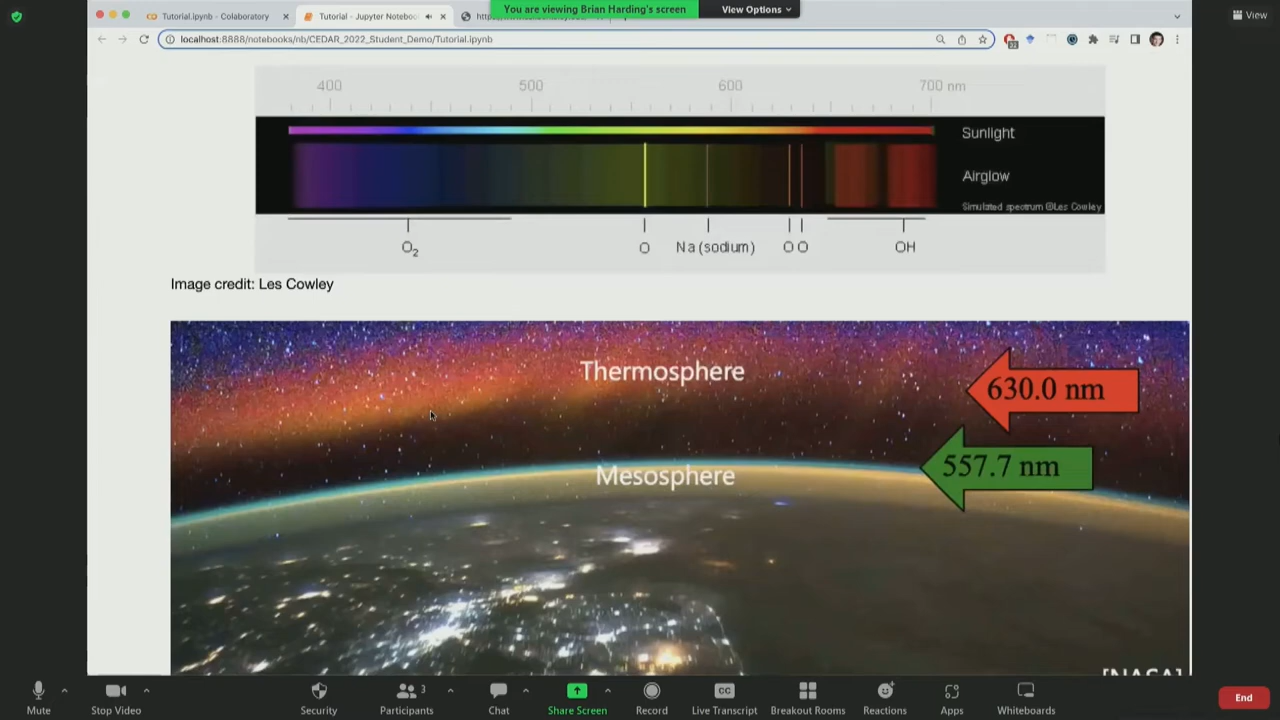 You are viewing Brian Harding's screen
View Options
View
Tutorial.ipynb - Colaboratory
Tutorial - Jupyter Noteboo
localhost:8888/notebooks/nb/CEDAR_2022_Student_Demo/Tutorial.ipynb
400 500 600 700 nm
Sunlight
Airglow
Simulated spectrum ©Les Cowley
O2 O Na (sodium) O O OH
Image credit: Les Cowley
Thermosphere
630.0 nm
557.7 nm
Mesosphere
[NASA]
3
Mute
Stop Video
Security
Participants
Chat
Share Screen
Record
CC
Live Transcript
Breakout Rooms
Reactions
Apps
Whiteboards
End